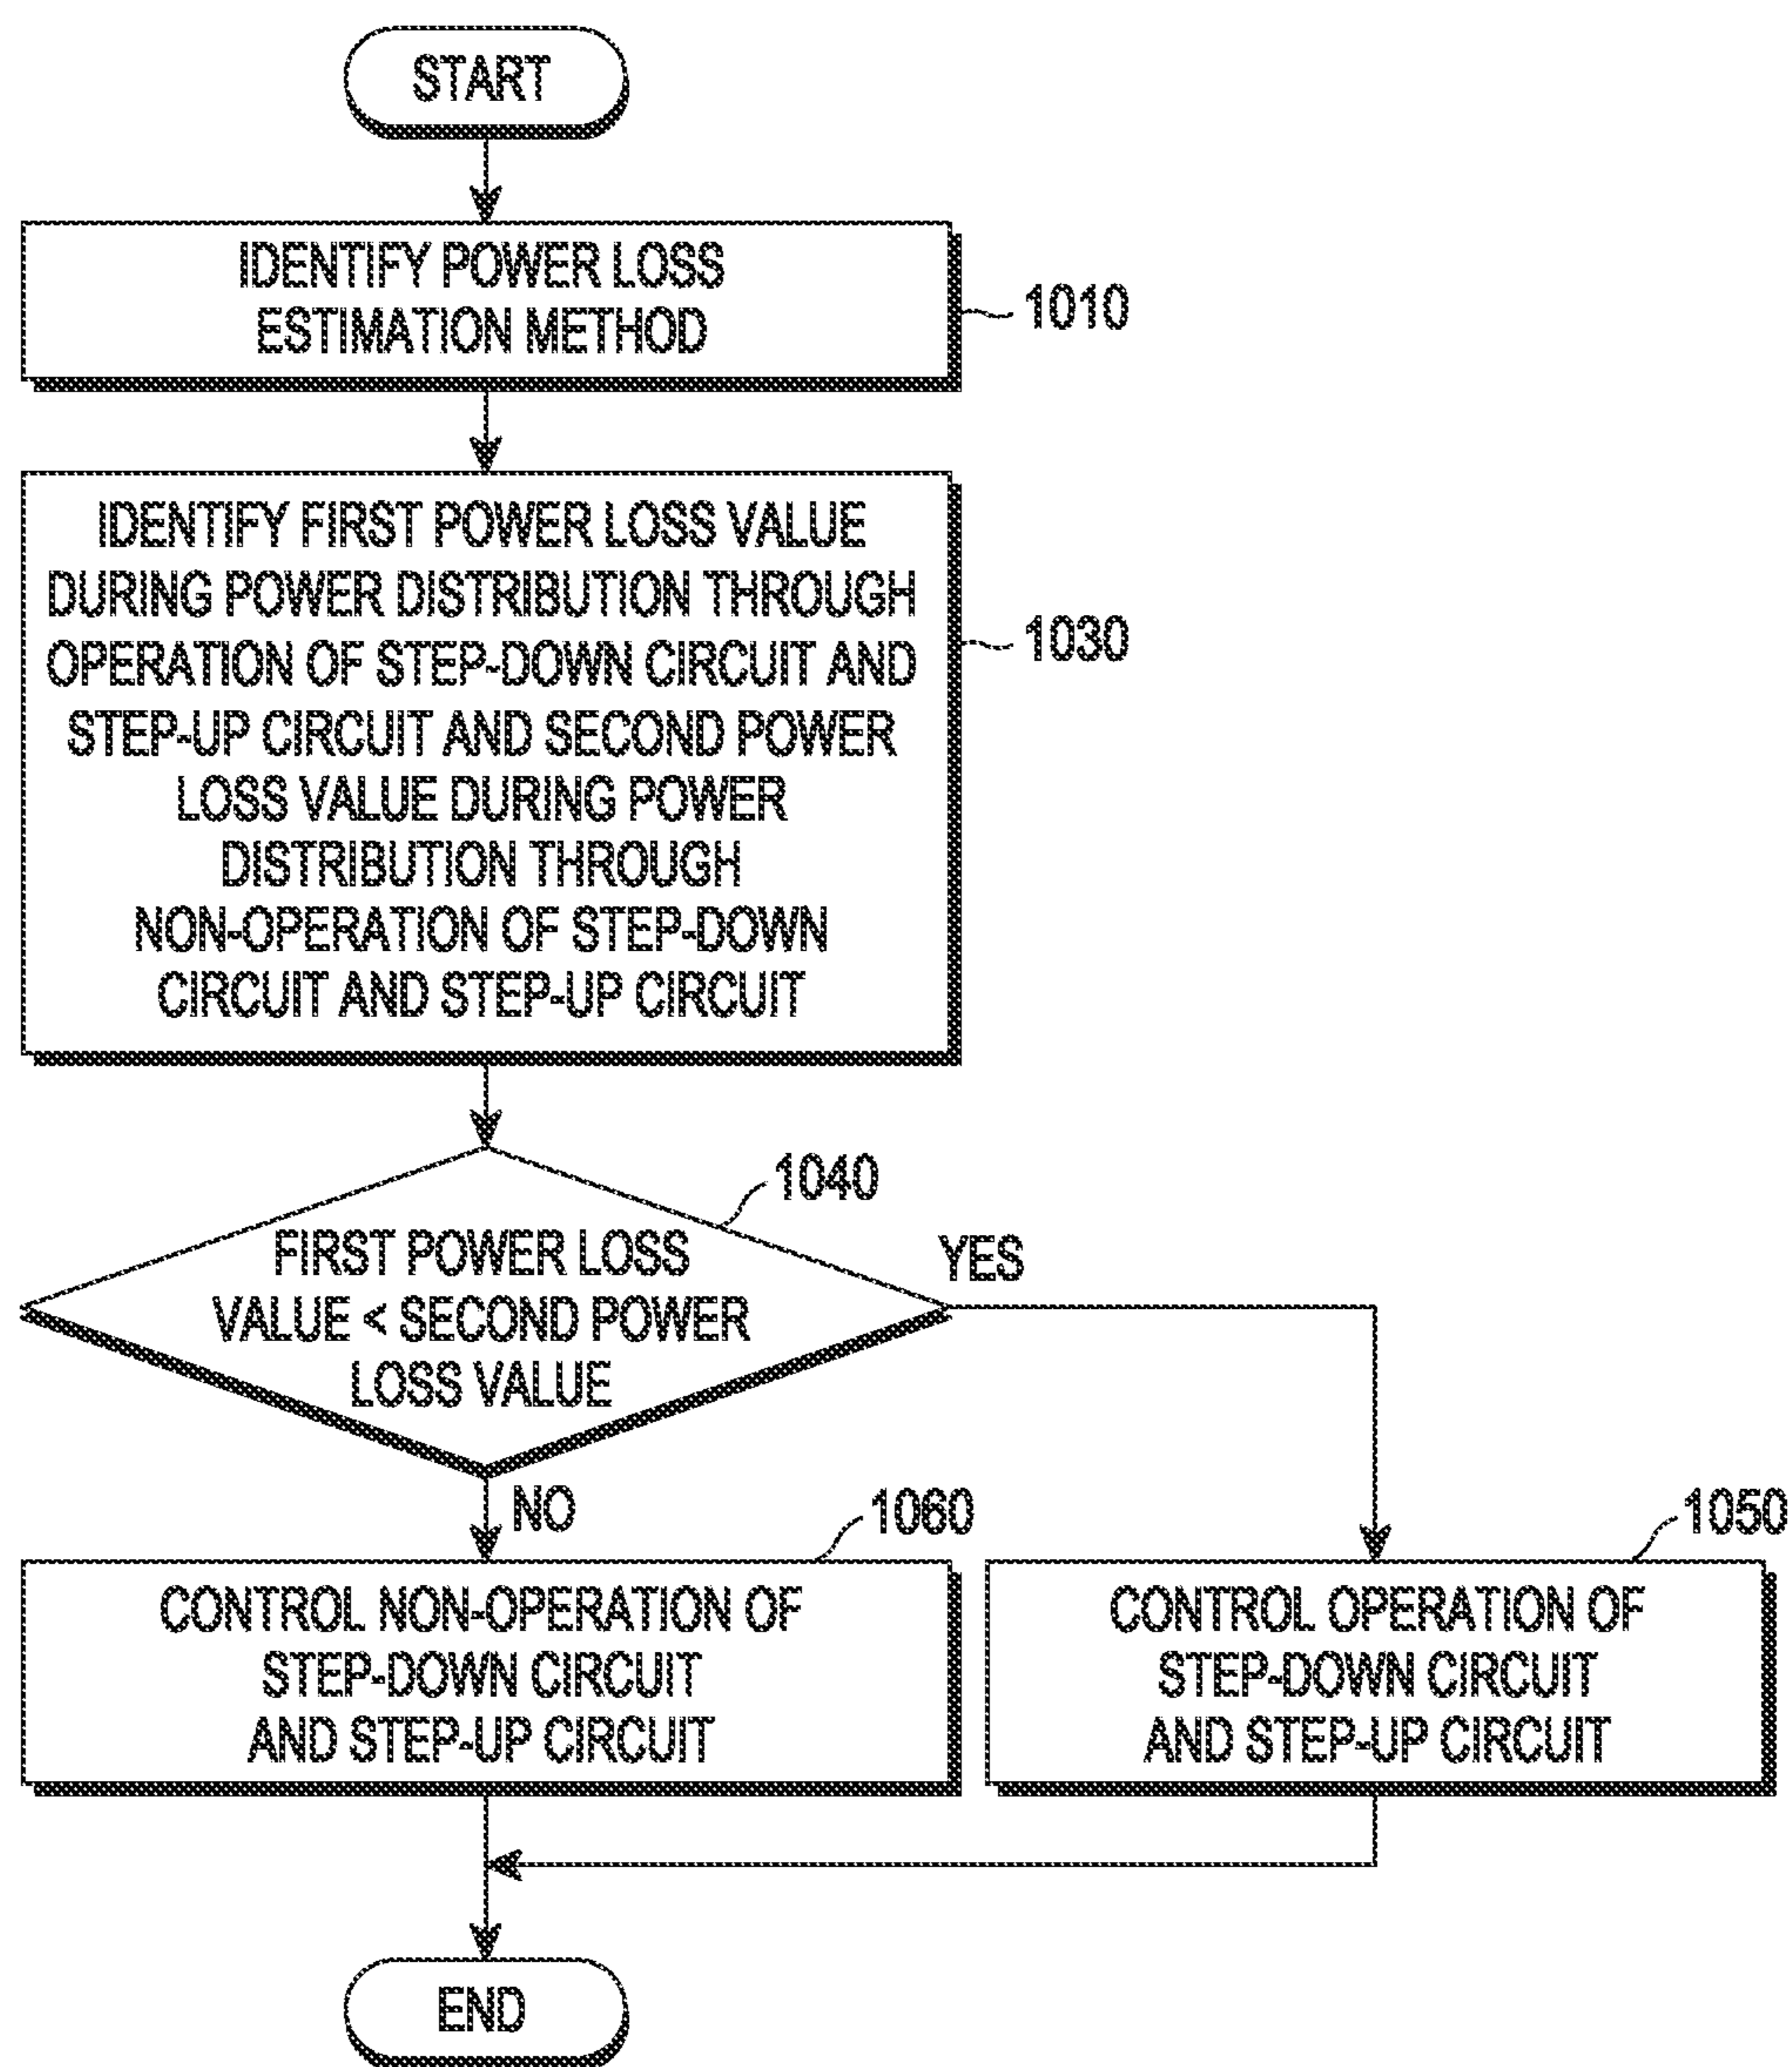 START
IDENTIFY POWER LOSS
ESTIMATION METHOD
1010
IDENTIFY FIRST POWER LOSS VALUE
DURING POWER DISTRIBUTION THROUGH
OPERATION OF STEP-DOWN CIRCUIT AND
STEP-UP CIRCUIT AND SECOND POWER
LOSS VALUE DURING POWER
DISTRIBUTION THROUGH
NON-OPERATION OF STEP-DOWN
CIRCUIT AND STEP-UP CIRCUIT
1030
1040
FIRST POWER LOSS
VALUE < SECOND POWER
LOSS VALUE
YES
NO
1060
CONTROL NON-OPERATION OF
STEP-DOWN CIRCUIT
AND STEP-UP CIRCUIT
1050
CONTROL OPERATION OF
STEP-DOWN CIRCUIT
AND STEP-UP CIRCUIT
END